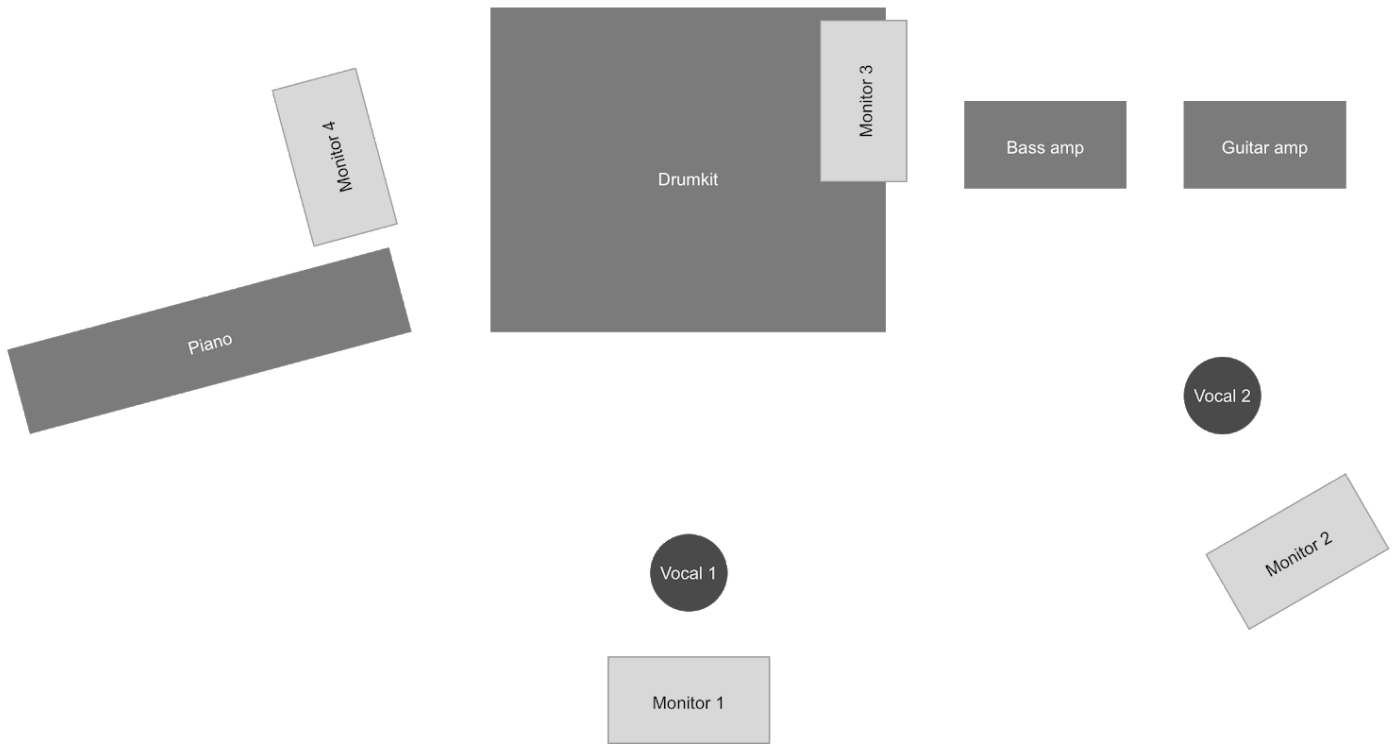 Monitor 4
Drumkit
Monitor 3
Bass amp
Guitar amp
Piano
Vocal 2
Vocal 1
Monitor 2
Monitor 1